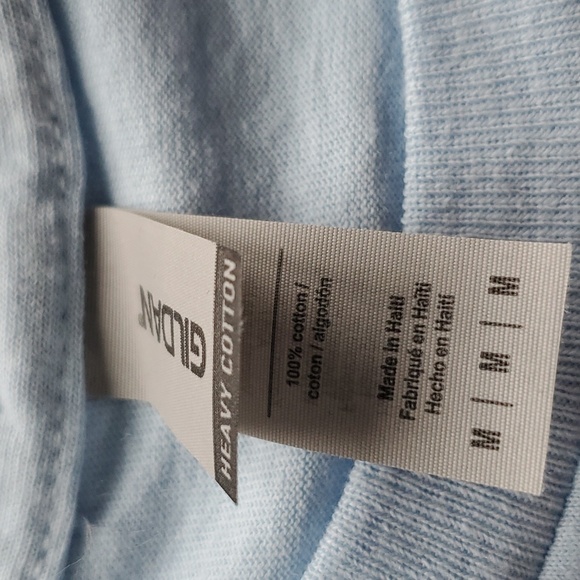 GILDAN
HEAVY COTTON
100% cotton /
coton / algodón
Made in Haiti
Fabriqué en Haïti
Hecho en Haití
M | M | M